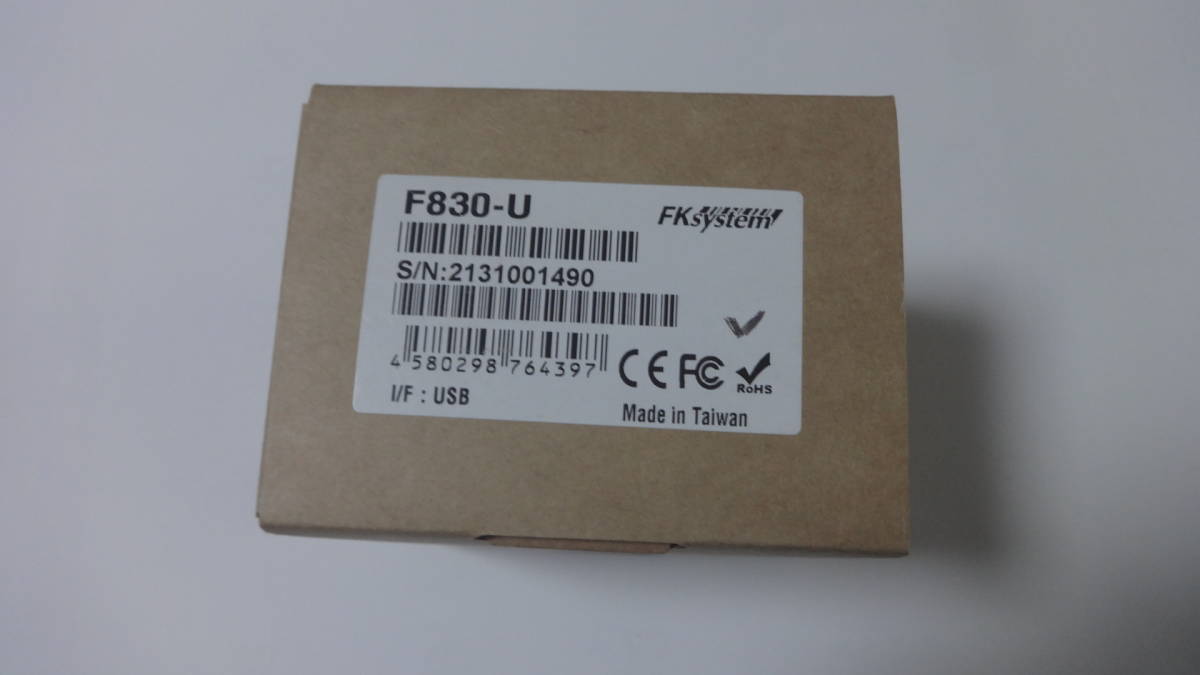 F830-U
FKsystem
S/N:2131001490
4 580298 764397
CE FC
RoHS
I/F : USB
Made in Taiwan